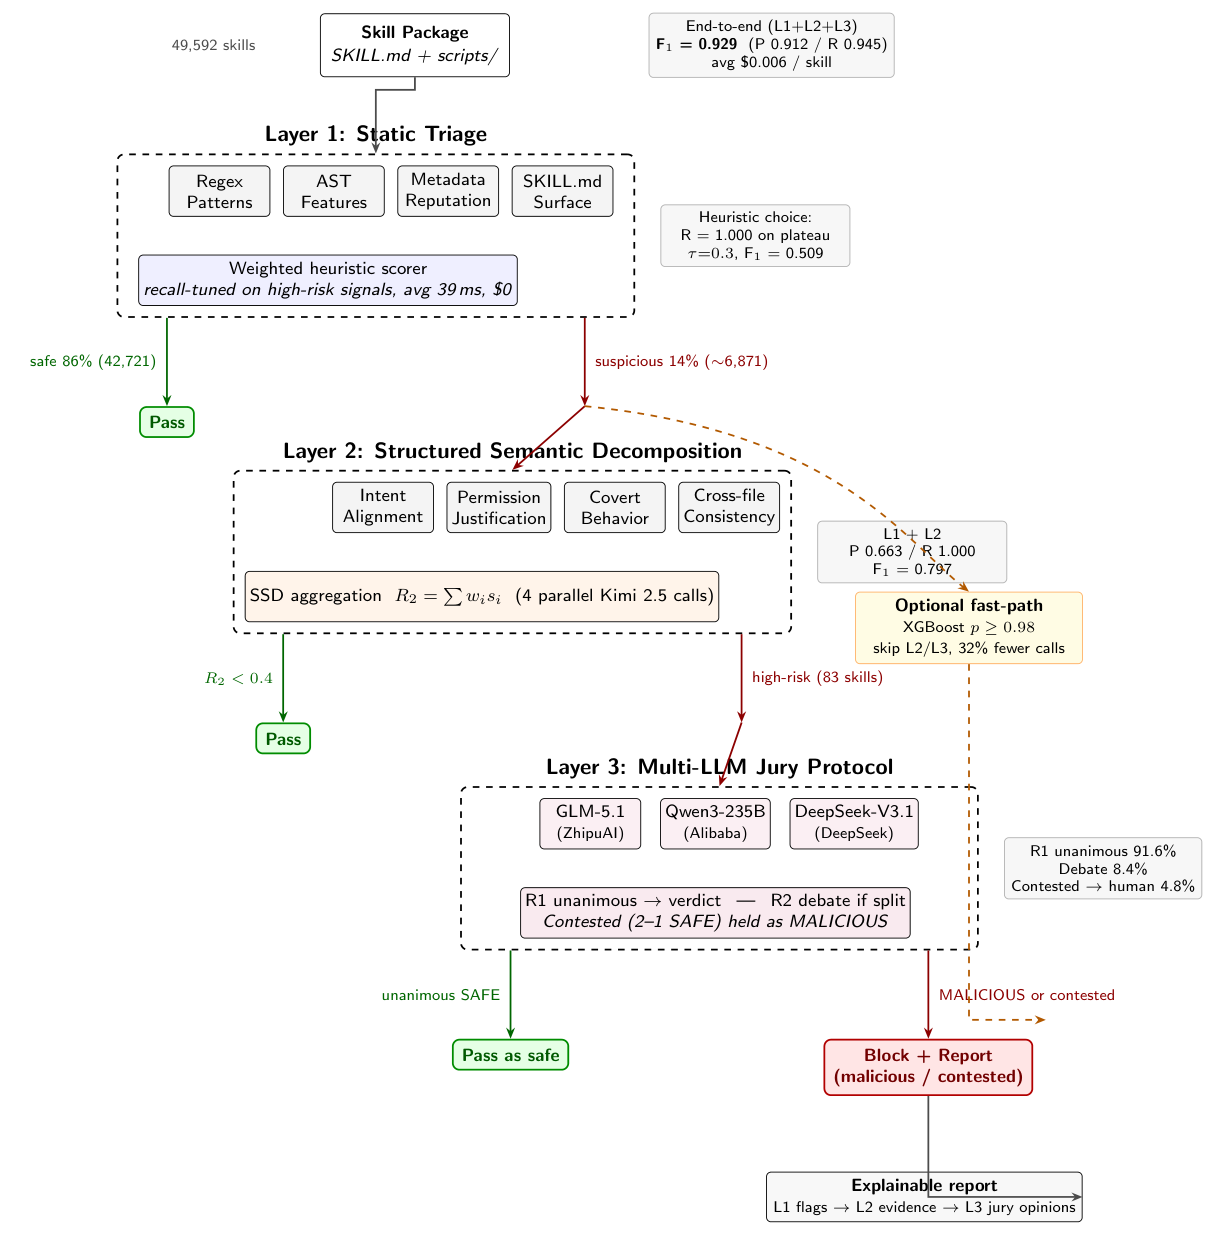 49,592 skills
Skill Package
SKILL.md + scripts/
End-to-end (L1+L2+L3)
F₁ = 0.929 (P 0.912 / R 0.945)
avg $0.006 / skill
Layer 1: Static Triage
Regex
Patterns
AST
Features
Metadata
Reputation
SKILL.md
Surface
Heuristic choice:
R = 1.000 on plateau
τ=0.3, F₁ = 0.509
Weighted heuristic scorer
recall-tuned on high-risk signals, avg 39 ms, $0
safe 86% (42,721)
suspicious 14% (∼6,871)
Pass
Layer 2: Structured Semantic Decomposition
Intent
Alignment
Permission
Justification
Covert
Behavior
Cross-file
Consistency
L1 + L2
P 0.663 / R 1.000
F₁ = 0.797
SSD aggregation R₂ = ∑ wᵢsᵢ (4 parallel Kimi 2.5 calls)
Optional fast-path
XGBoost p ≥ 0.98
skip L2/L3, 32% fewer calls
R₂ < 0.4
high-risk (83 skills)
Pass
Layer 3: Multi-LLM Jury Protocol
GLM-5.1
(ZhipuAI)
Qwen3-235B
(Alibaba)
DeepSeek-V3.1
(DeepSeek)
R1 unanimous 91.6%
Debate 8.4%
Contested → human 4.8%
R1 unanimous → verdict — R2 debate if split
Contested (2–1 SAFE) held as MALICIOUS
unanimous SAFE
MALICIOUS or contested
Pass as safe
Block + Report
(malicious / contested)
Explainable report
L1 flags → L2 evidence → L3 jury opinions